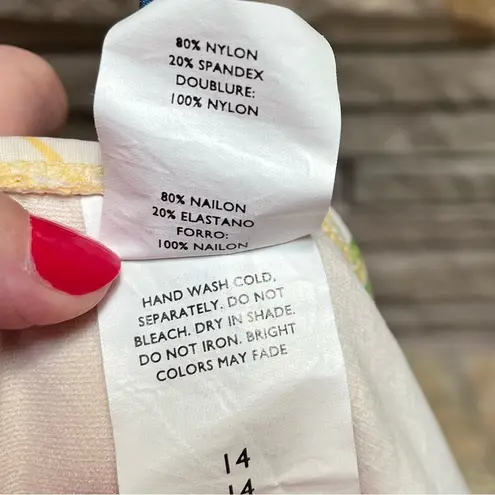 80% NYLON
20% SPANDEX
DOUBLURE:
100% NYLON
80% NAILON
20% ELASTANO
FORRO:
100% NAILON
HAND WASH COLD,
SEPARATELY. DO NOT
BLEACH. DRY IN SHADE.
DO NOT IRON. BRIGHT
COLORS MAY FADE
14
14